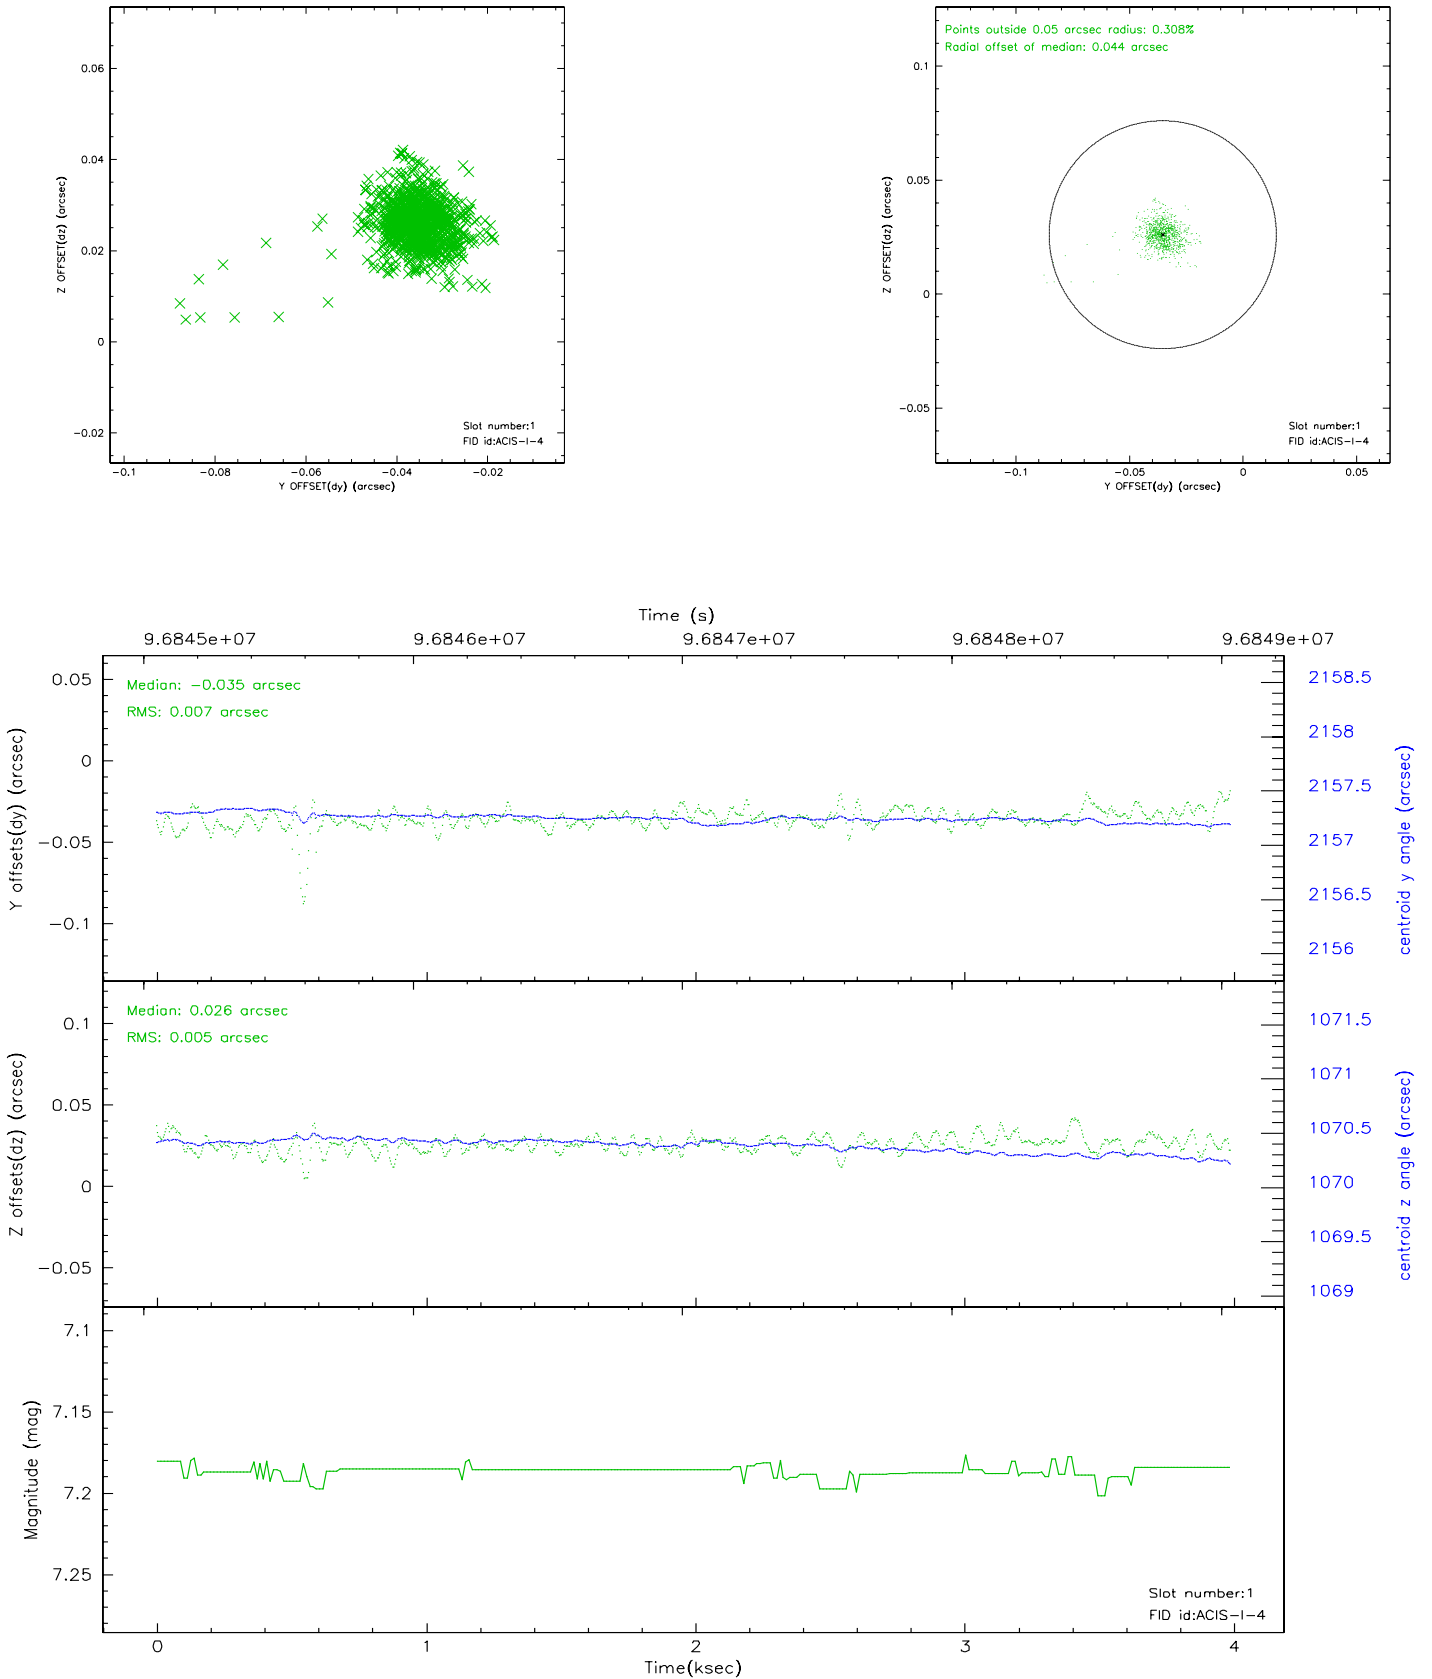 0.06
0.04
0.02
0
-0.02
Z OFFSET(dz) (arcsec)
-0.1
-0.08
-0.06
-0.04
-0.02
Y OFFSET(dy) (arcsec)
Slot number:1
FID id:ACIS-I-4
Points outside 0.05 arcsec radius: 0.308%
Radial offset of median: 0.044 arcsec
0.1
0.05
0
-0.05
Z OFFSET(dz) (arcsec)
-0.1
-0.05
0
0.05
Y OFFSET(dy) (arcsec)
Slot number:1
FID id:ACIS-I-4
Time (s)
9.6845e+07
9.6846e+07
9.6847e+07
9.6848e+07
9.6849e+07
Median: -0.035 arcsec
RMS: 0.007 arcsec
0.05
0
-0.05
-0.1
Y offsets(dy) (arcsec)
2158.5
2158
2157.5
2157
2156.5
2156
centroid y angle (arcsec)
Median: 0.026 arcsec
RMS: 0.005 arcsec
0.1
0.05
0
-0.05
Z offsets(dz) (arcsec)
1071.5
1071
1070.5
1070
1069.5
1069
centroid z angle (arcsec)
7.1
7.15
7.2
7.25
Magnitude (mag)
Slot number:1
FID id:ACIS-I-4
0
1
2
3
4
Time(ksec)